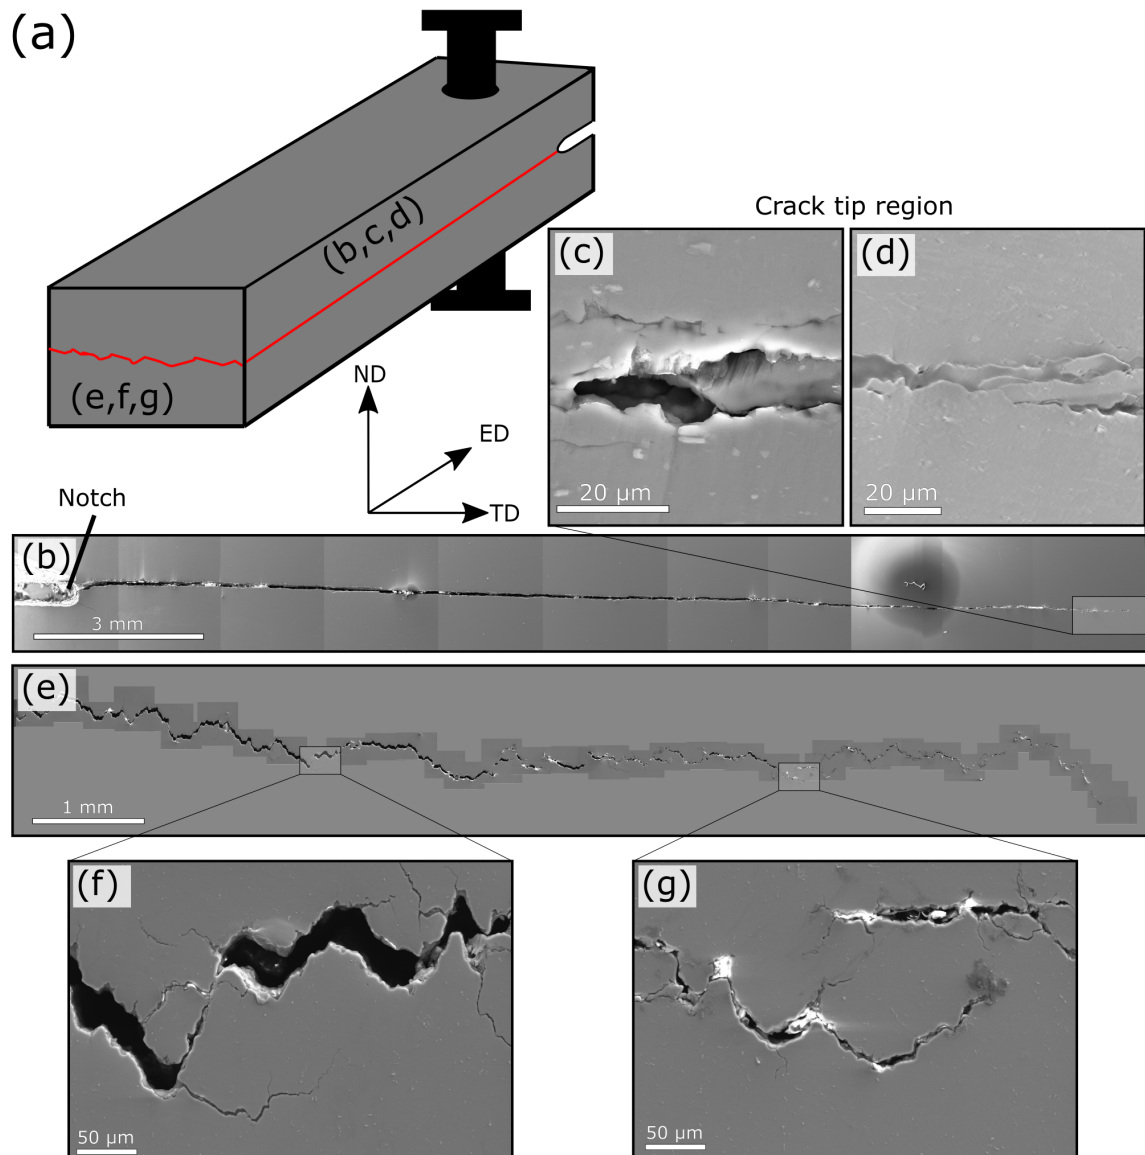 (a)
(b,c,d)
(e,f,g)
ND
ED
TD
Crack tip region
(c)
20 μm
(d)
20 μm
Notch
(b)
3 mm
(e)
1 mm
(f)
50 μm
(g)
50 μm